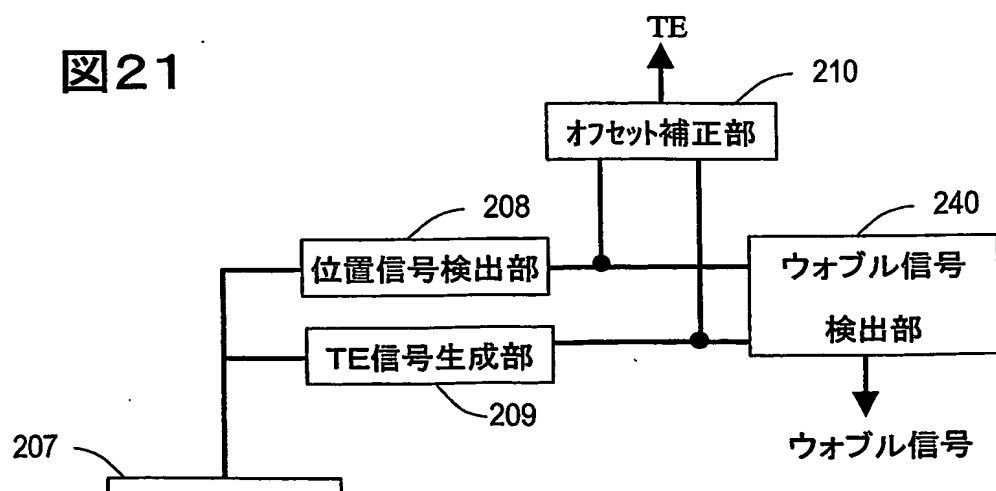 図21
TE
210
オフセット補正部
208
240
位置信号検出部
ウォブル信号
検出部
TE信号生成部
209
207
ウォブル信号